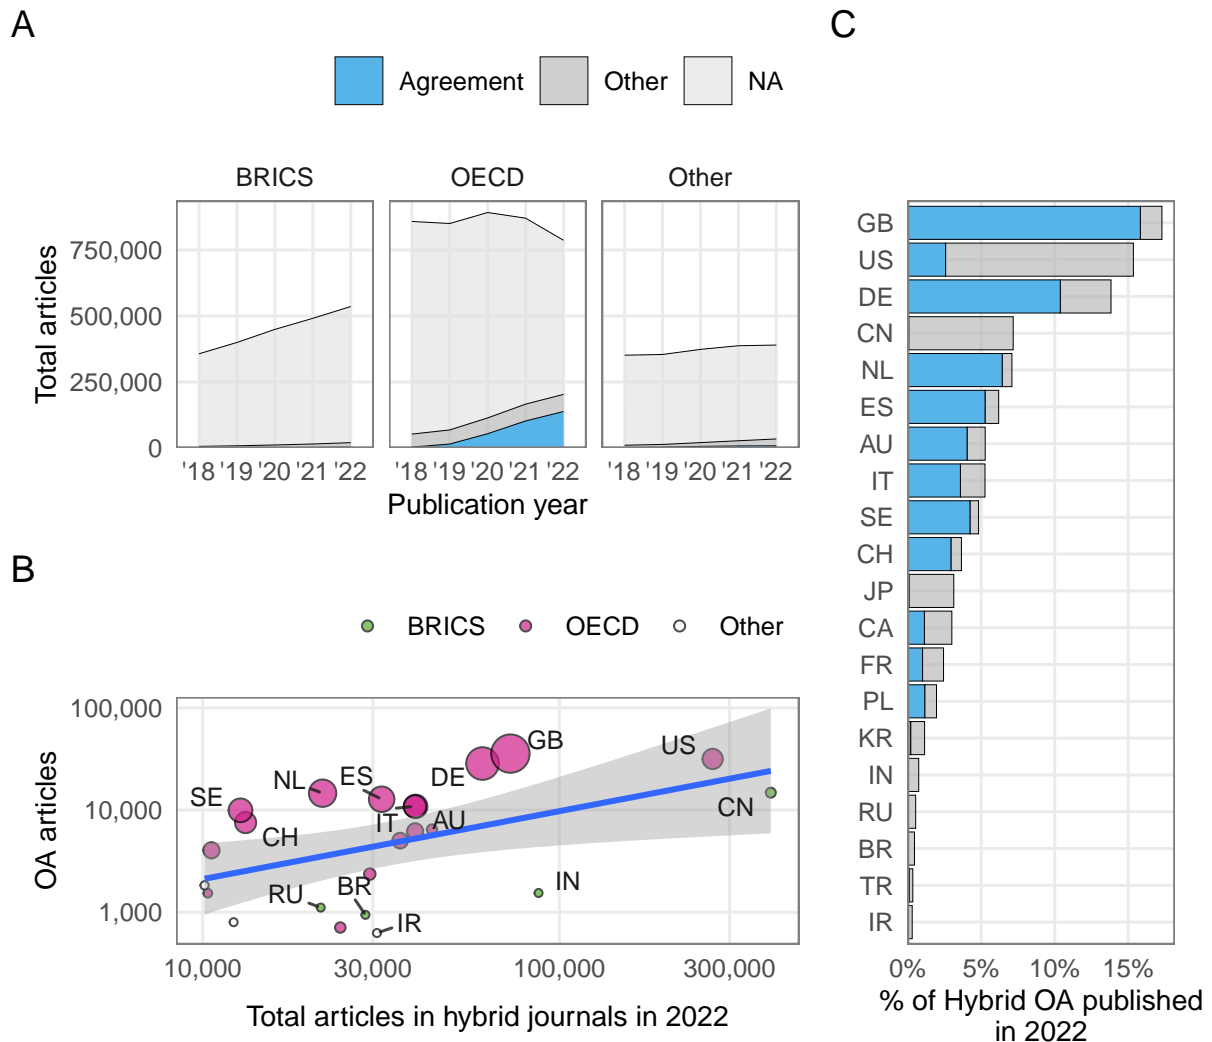 A
C
Agreement Other NA
BRICS OECD Other
Total articles
750,000
500,000
250,000
0
'18 '19 '20 '21 '22 '18 '19 '20 '21 '22 '18 '19 '20 '21 '22
Publication year
B
BRICS OECD Other
OA articles
100,000
10,000
1,000
GB
US
DE
NL
ES
SE
CN
IT
AU
CH
BR
IN
RU
IR
10,000 30,000 100,000 300,000
Total articles in hybrid journals in 2022
GB
US
DE
CN
NL
ES
AU
IT
SE
CH
JP
CA
FR
PL
KR
IN
RU
BR
TR
IR
0% 5% 10% 15%
% of Hybrid OA published
in 2022